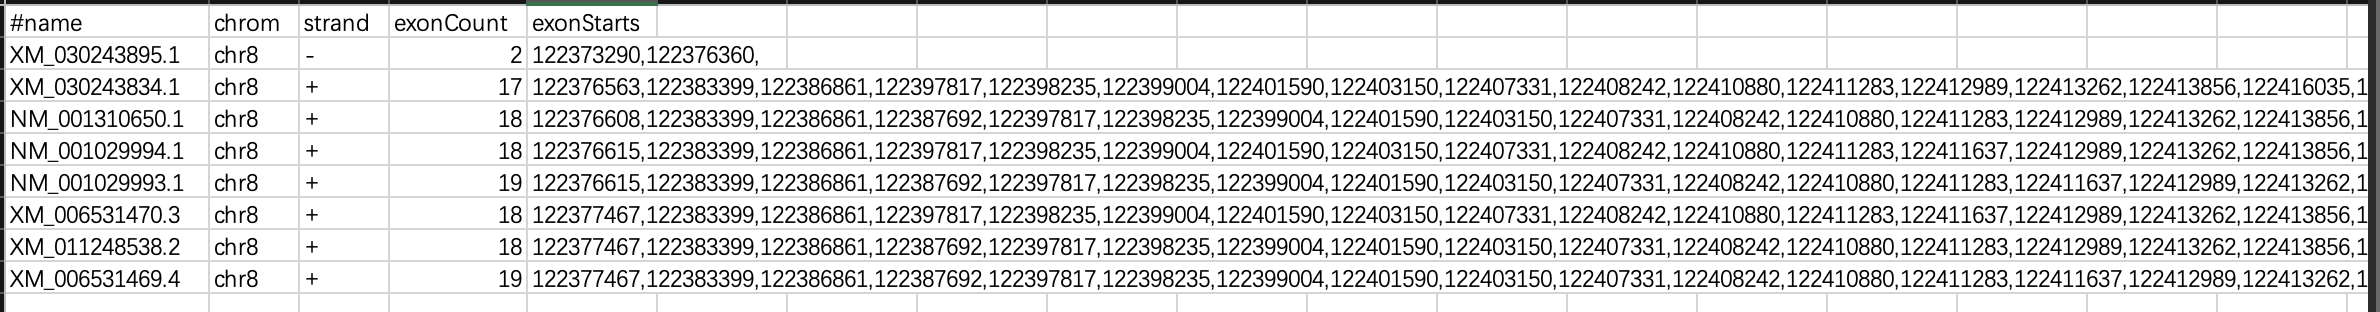 #name chrom strand exonCount exonStarts
XM_030243895.1 chr8 - 2 122373290,122376360,
XM_030243834.1 chr8 + 17 122376563,122383399,122386861,122397817,122398235,122399004,122401590,122403150,122407331,122408242,122410880,122411283,122412989,122413262,122413856,122416035,1
NM_001310650.1 chr8 + 18 122376608,122383399,122386861,122387692,122397817,122398235,122399004,122401590,122403150,122407331,122408242,122410880,122411283,122412989,122413262,122413856,1
NM_001029994.1 chr8 + 18 122376615,122383399,122386861,122397817,122398235,122399004,122401590,122403150,122407331,122408242,122410880,122411283,122411637,122412989,122413262,122413856,1
NM_001029993.1 chr8 + 19 122376615,122383399,122386861,122387692,122397817,122398235,122399004,122401590,122403150,122407331,122408242,122410880,122411283,122411637,122412989,122413262,1
XM_006531470.3 chr8 + 18 122377467,122383399,122386861,122397817,122398235,122399004,122401590,122403150,122407331,122408242,122410880,122411283,122411637,122412989,122413262,122413856,1
XM_011248538.2 chr8 + 18 122377467,122383399,122386861,122387692,122397817,122398235,122399004,122401590,122403150,122407331,122408242,122410880,122411283,122412989,122413262,122413856,1
XM_006531469.4 chr8 + 19 122377467,122383399,122386861,122387692,122397817,122398235,122399004,122401590,122403150,122407331,122408242,122410880,122411283,122411637,122412989,122413262,1